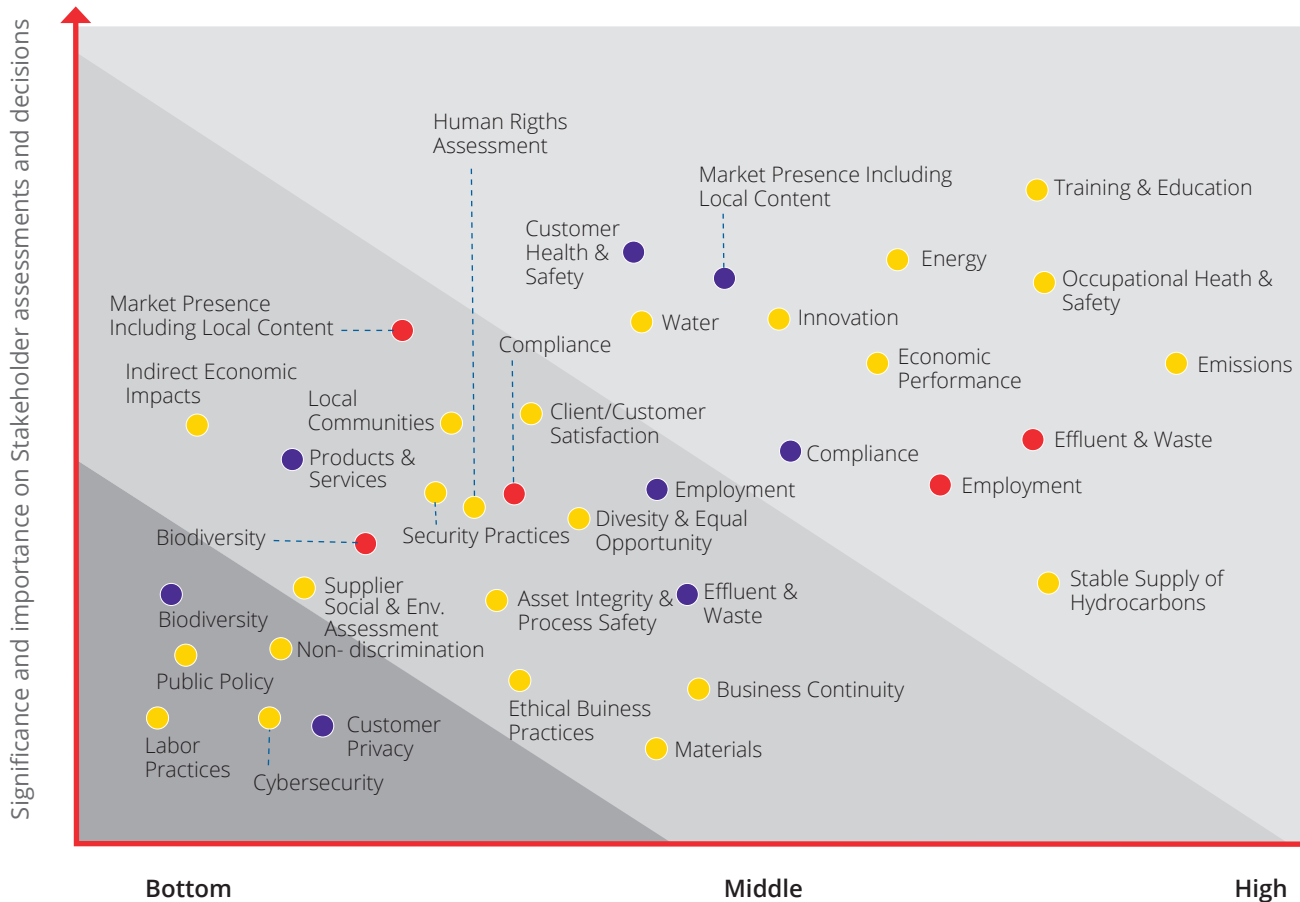 Significance and importance on Stakeholder assessments and decisions
Human Rigths
Assessment
Market Presence Including
Local Content
Training & Education
Customer
Health &
Safety
Energy
Occupational Heath &
Safety
Market Presence
Including Local Content
Water
Innovation
Compliance
Economic
Performance
Emissions
Indirect Economic
Impacts
Local
Communities
Client/Customer
Satisfaction
Effluent & Waste
Products &
Services
Compliance
Employment
Employment
Security Practices
Divesity & Equal
Opportunity
Biodiversity
Stable Supply of
Hydrocarbons
Supplier
Social & Env.
Assessment
Asset Integrity &
Process Safety
Effluent &
Waste
Biodiversity
Non- discrimination
Public Policy
Ethical Buiness
Practices
Business Continuity
Customer
Privacy
Labor
Practices
Materials
Cybersecurity
Bottom
Middle
High